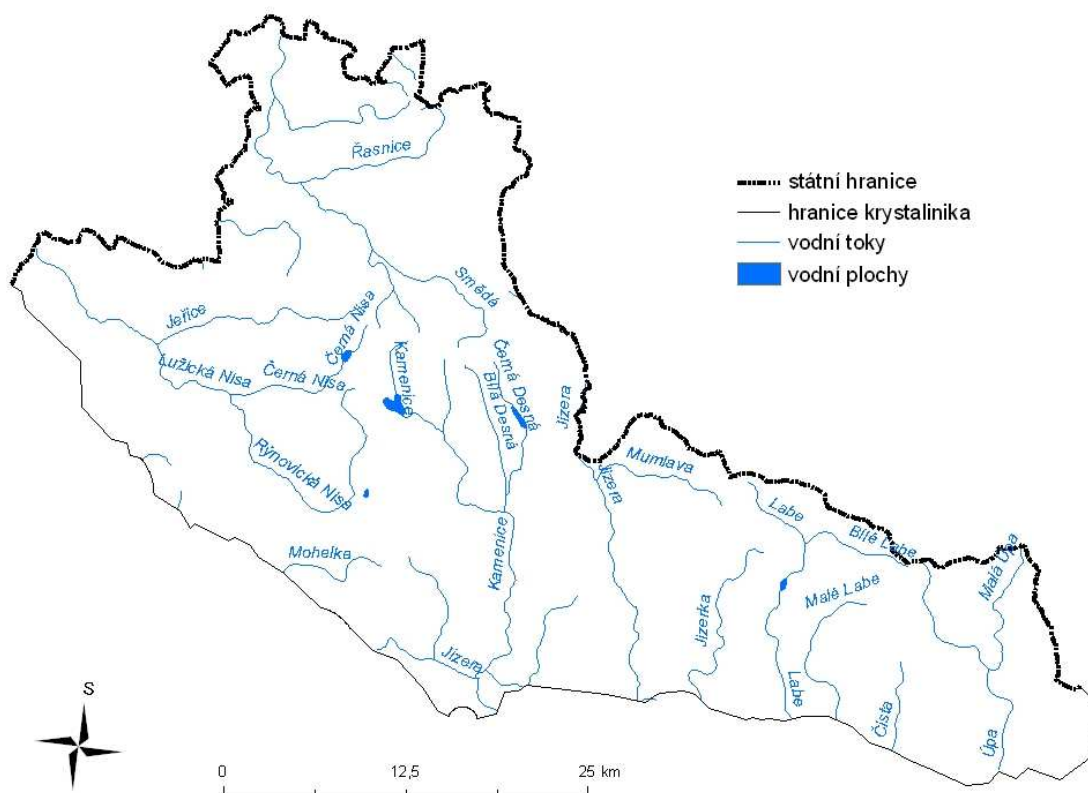 Řasnice
státní hranice
hranice krystalinika
vodní toky
vodní plochy
Smědá
Jeřice
Černá Nisa
Lužická Nisa
Černá Nisa
Kamenice
Černá Desná
Bílá Desná
Jizera
Rýnovická Nisa
Mumlava
Jizera
Labe
Bílé Labe
Malá Úpa
Kamenice
Mohelka
Malé Labe
Jizerka
Jizera
Labe
Čistá
Úpa
S
0 12,5 25 km